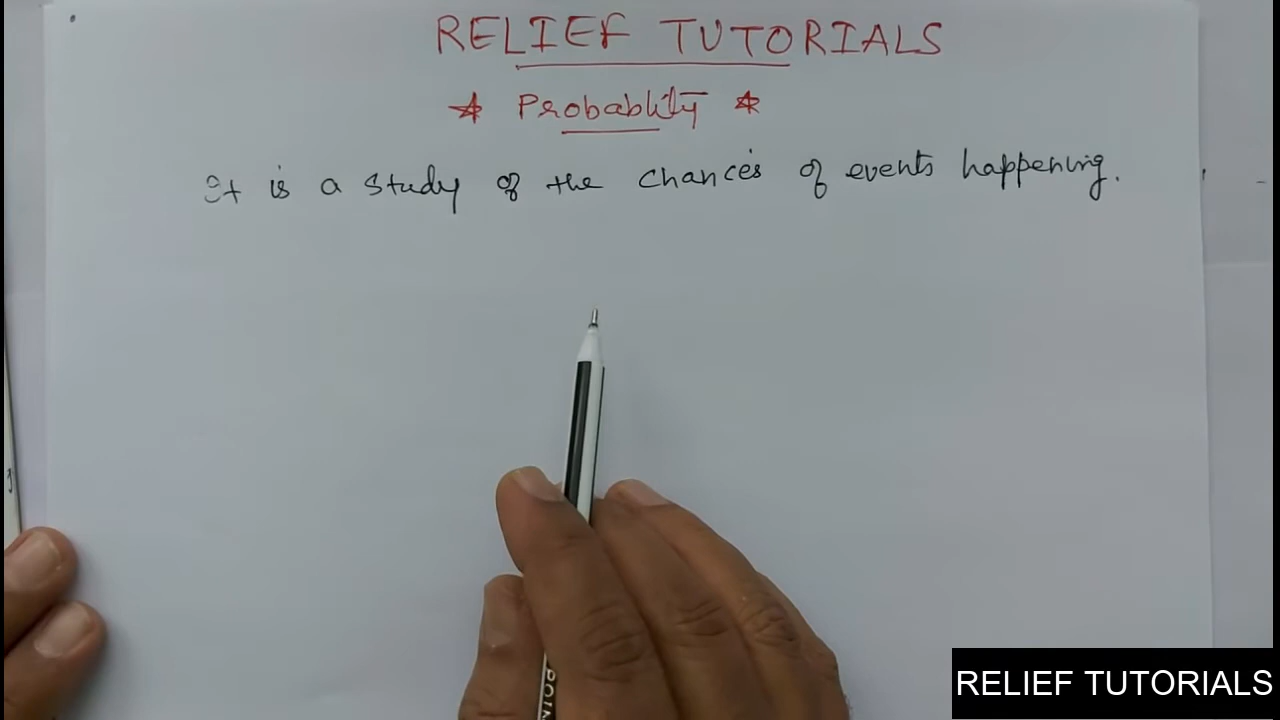 RELIEF TUTORIALS
* Probablity *
It is a study of the chances of events happening.
RELIEF TUTORIALS